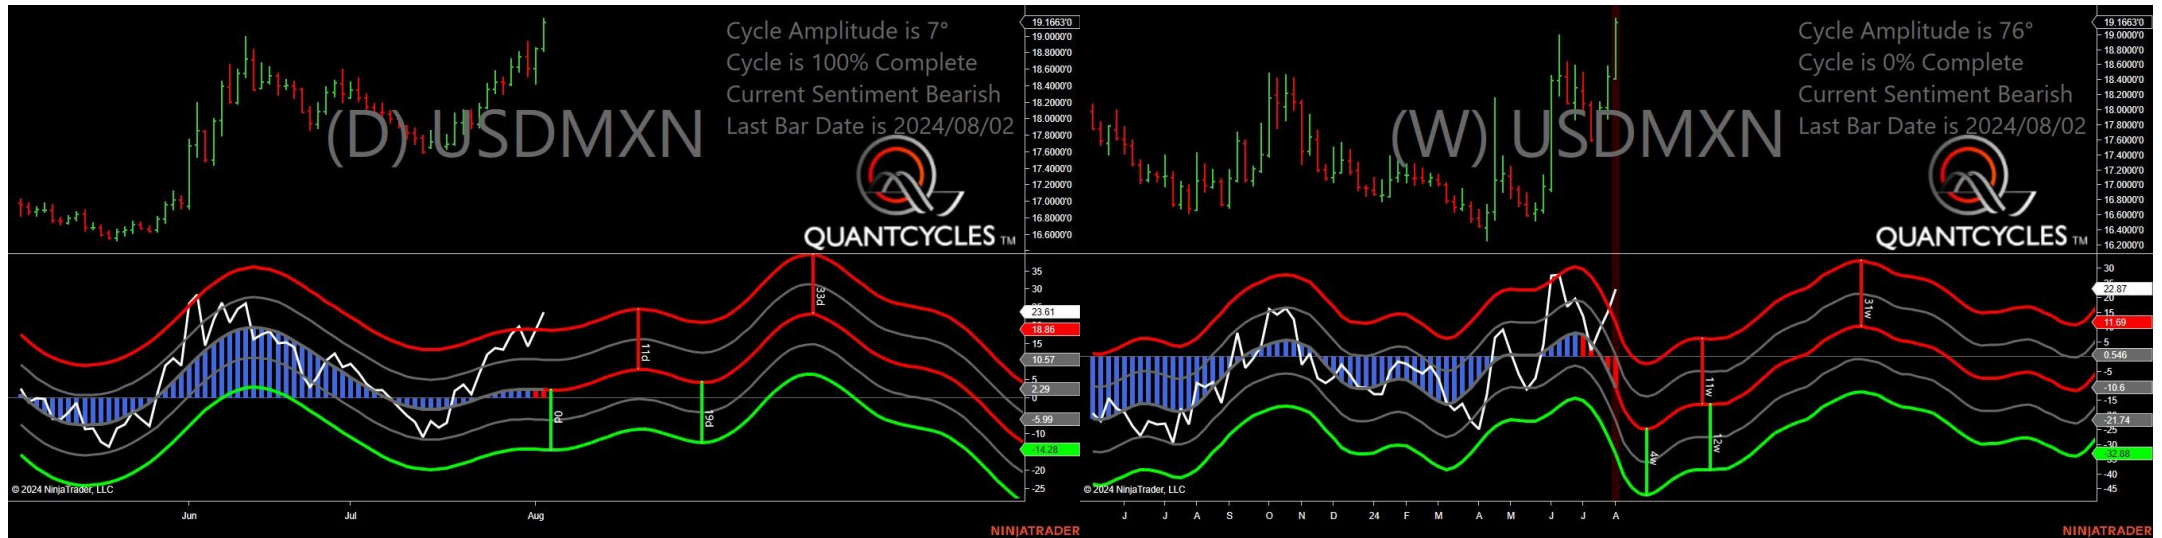 Cycle Amplitude is 7°
Cycle is 100% Complete
Current Sentiment Bearish
Last Bar Date is 2024/08/02
(D) USDMXN
QUANTCYCLES TM
19.1663'0
19.0000'0
18.8000'0
18.6000'0
18.4000'0
18.2000'0
18.0000'0
17.8000'0
17.6000'0
17.4000'0
17.2000'0
17.0000'0
16.8000'0
16.6000'0
35
30
23.61
18.86
15
10.57
5
2.29
0
-5.99
-10
-14.28
-20
-25
11d
33d
0d
19d
© 2024 NinjaTrader, LLC
Jun Jul Aug
NINJATRADER
Cycle Amplitude is 76°
Cycle is 0% Complete
Current Sentiment Bearish
Last Bar Date is 2024/08/02
(W) USDMXN
QUANTCYCLES TM
19.1663'0
19.0000'0
18.8000'0
18.6000'0
18.4000'0
18.2000'0
18.0000'0
17.8000'0
17.6000'0
17.4000'0
17.2000'0
17.0000'0
16.8000'0
16.6000'0
16.4000'0
16.2000'0
30
22.87
20
15
11.69
5
0.546
-5
-10.6
-15
-21.74
-25
-30
-32.88
-40
-45
31w
11w
12w
4w
© 2024 NinjaTrader, LLC
J J A S O N D 24 F M A M J J A
NINJATRADER